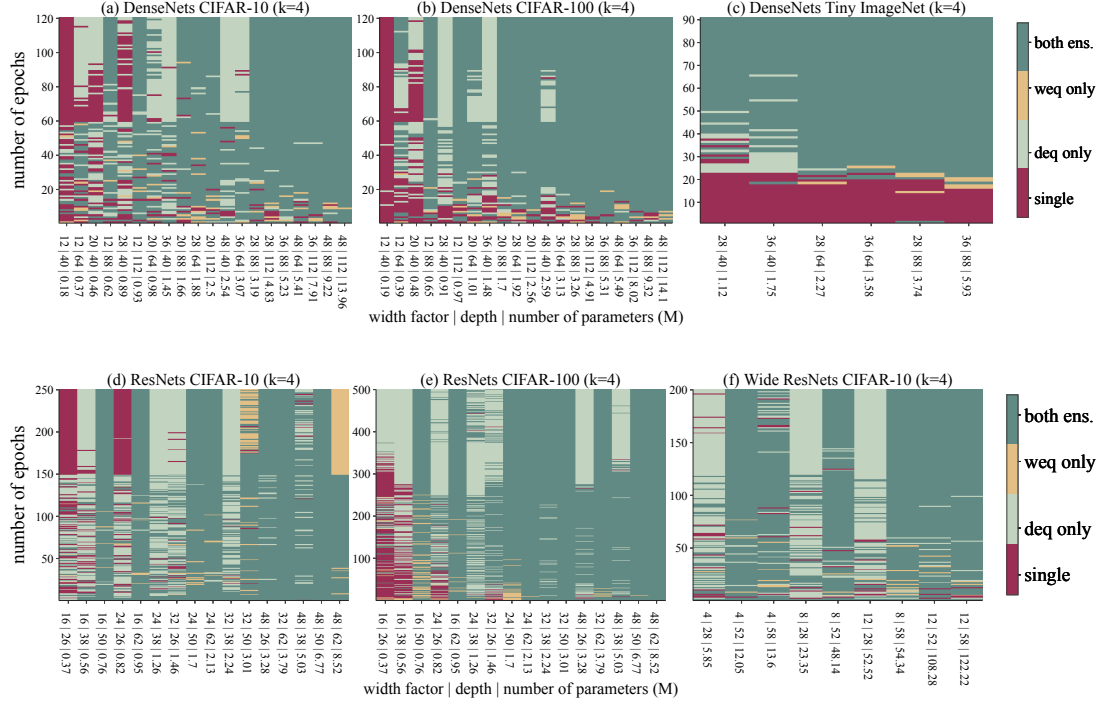 (a) DenseNets CIFAR-10 (k=4)
(b) DenseNets CIFAR-100 (k=4)
(c) DenseNets Tiny ImageNet (k=4)
number of epochs
120
100
80
60
40
20
120
100
80
60
40
20
90
80
70
60
50
40
30
20
10
both ens.
weq only
deq only
single
12 | 40 | 0.18
12 | 64 | 0.37
20 | 40 | 0.46
12 | 88 | 0.62
28 | 40 | 0.89
12 | 112 | 0.93
20 | 64 | 0.98
36 | 40 | 1.45
20 | 88 | 1.66
28 | 64 | 1.88
20 | 112 | 2.5
48 | 40 | 2.54
36 | 64 | 3.07
28 | 88 | 3.19
28 | 112 | 4.83
36 | 88 | 5.23
48 | 64 | 5.41
36 | 112 | 7.91
48 | 88 | 9.22
48 | 112 | 13.96
12 | 40 | 0.19
12 | 64 | 0.39
20 | 40 | 0.48
12 | 88 | 0.65
28 | 40 | 0.91
12 | 112 | 0.97
20 | 64 | 1.01
36 | 40 | 1.48
20 | 88 | 1.7
28 | 64 | 1.92
20 | 112 | 2.56
48 | 40 | 2.59
36 | 64 | 3.13
28 | 88 | 3.26
28 | 112 | 4.91
36 | 88 | 5.31
48 | 64 | 5.49
36 | 112 | 8.02
48 | 88 | 9.32
48 | 112 | 14.1
28 | 40 | 1.12
36 | 40 | 1.75
28 | 64 | 2.27
36 | 64 | 3.58
28 | 88 | 3.74
36 | 88 | 5.93
width factor | depth | number of parameters (M)
(d) ResNets CIFAR-10 (k=4)
(e) ResNets CIFAR-100 (k=4)
(f) Wide ResNets CIFAR-10 (k=4)
number of epochs
250
200
150
100
50
500
400
300
200
100
200
150
100
50
both ens.
weq only
deq only
single
16 | 26 | 0.37
16 | 38 | 0.56
16 | 50 | 0.76
24 | 26 | 0.82
16 | 62 | 0.95
24 | 38 | 1.26
32 | 26 | 1.46
24 | 50 | 1.7
24 | 62 | 2.13
32 | 38 | 2.24
32 | 50 | 3.01
48 | 26 | 3.28
32 | 62 | 3.79
48 | 38 | 5.03
48 | 50 | 6.77
48 | 62 | 8.52
16 | 26 | 0.37
16 | 38 | 0.56
16 | 50 | 0.76
24 | 26 | 0.82
16 | 62 | 0.95
24 | 38 | 1.26
32 | 26 | 1.46
24 | 50 | 1.7
24 | 62 | 2.13
32 | 38 | 2.24
32 | 50 | 3.01
48 | 26 | 3.28
32 | 62 | 3.79
48 | 38 | 5.03
48 | 50 | 6.77
48 | 62 | 8.52
4 | 28 | 5.85
4 | 52 | 12.05
4 | 58 | 13.6
8 | 28 | 23.35
8 | 52 | 48.14
12 | 28 | 52.52
8 | 58 | 54.34
12 | 52 | 108.28
12 | 58 | 122.22
width factor | depth | number of parameters (M)